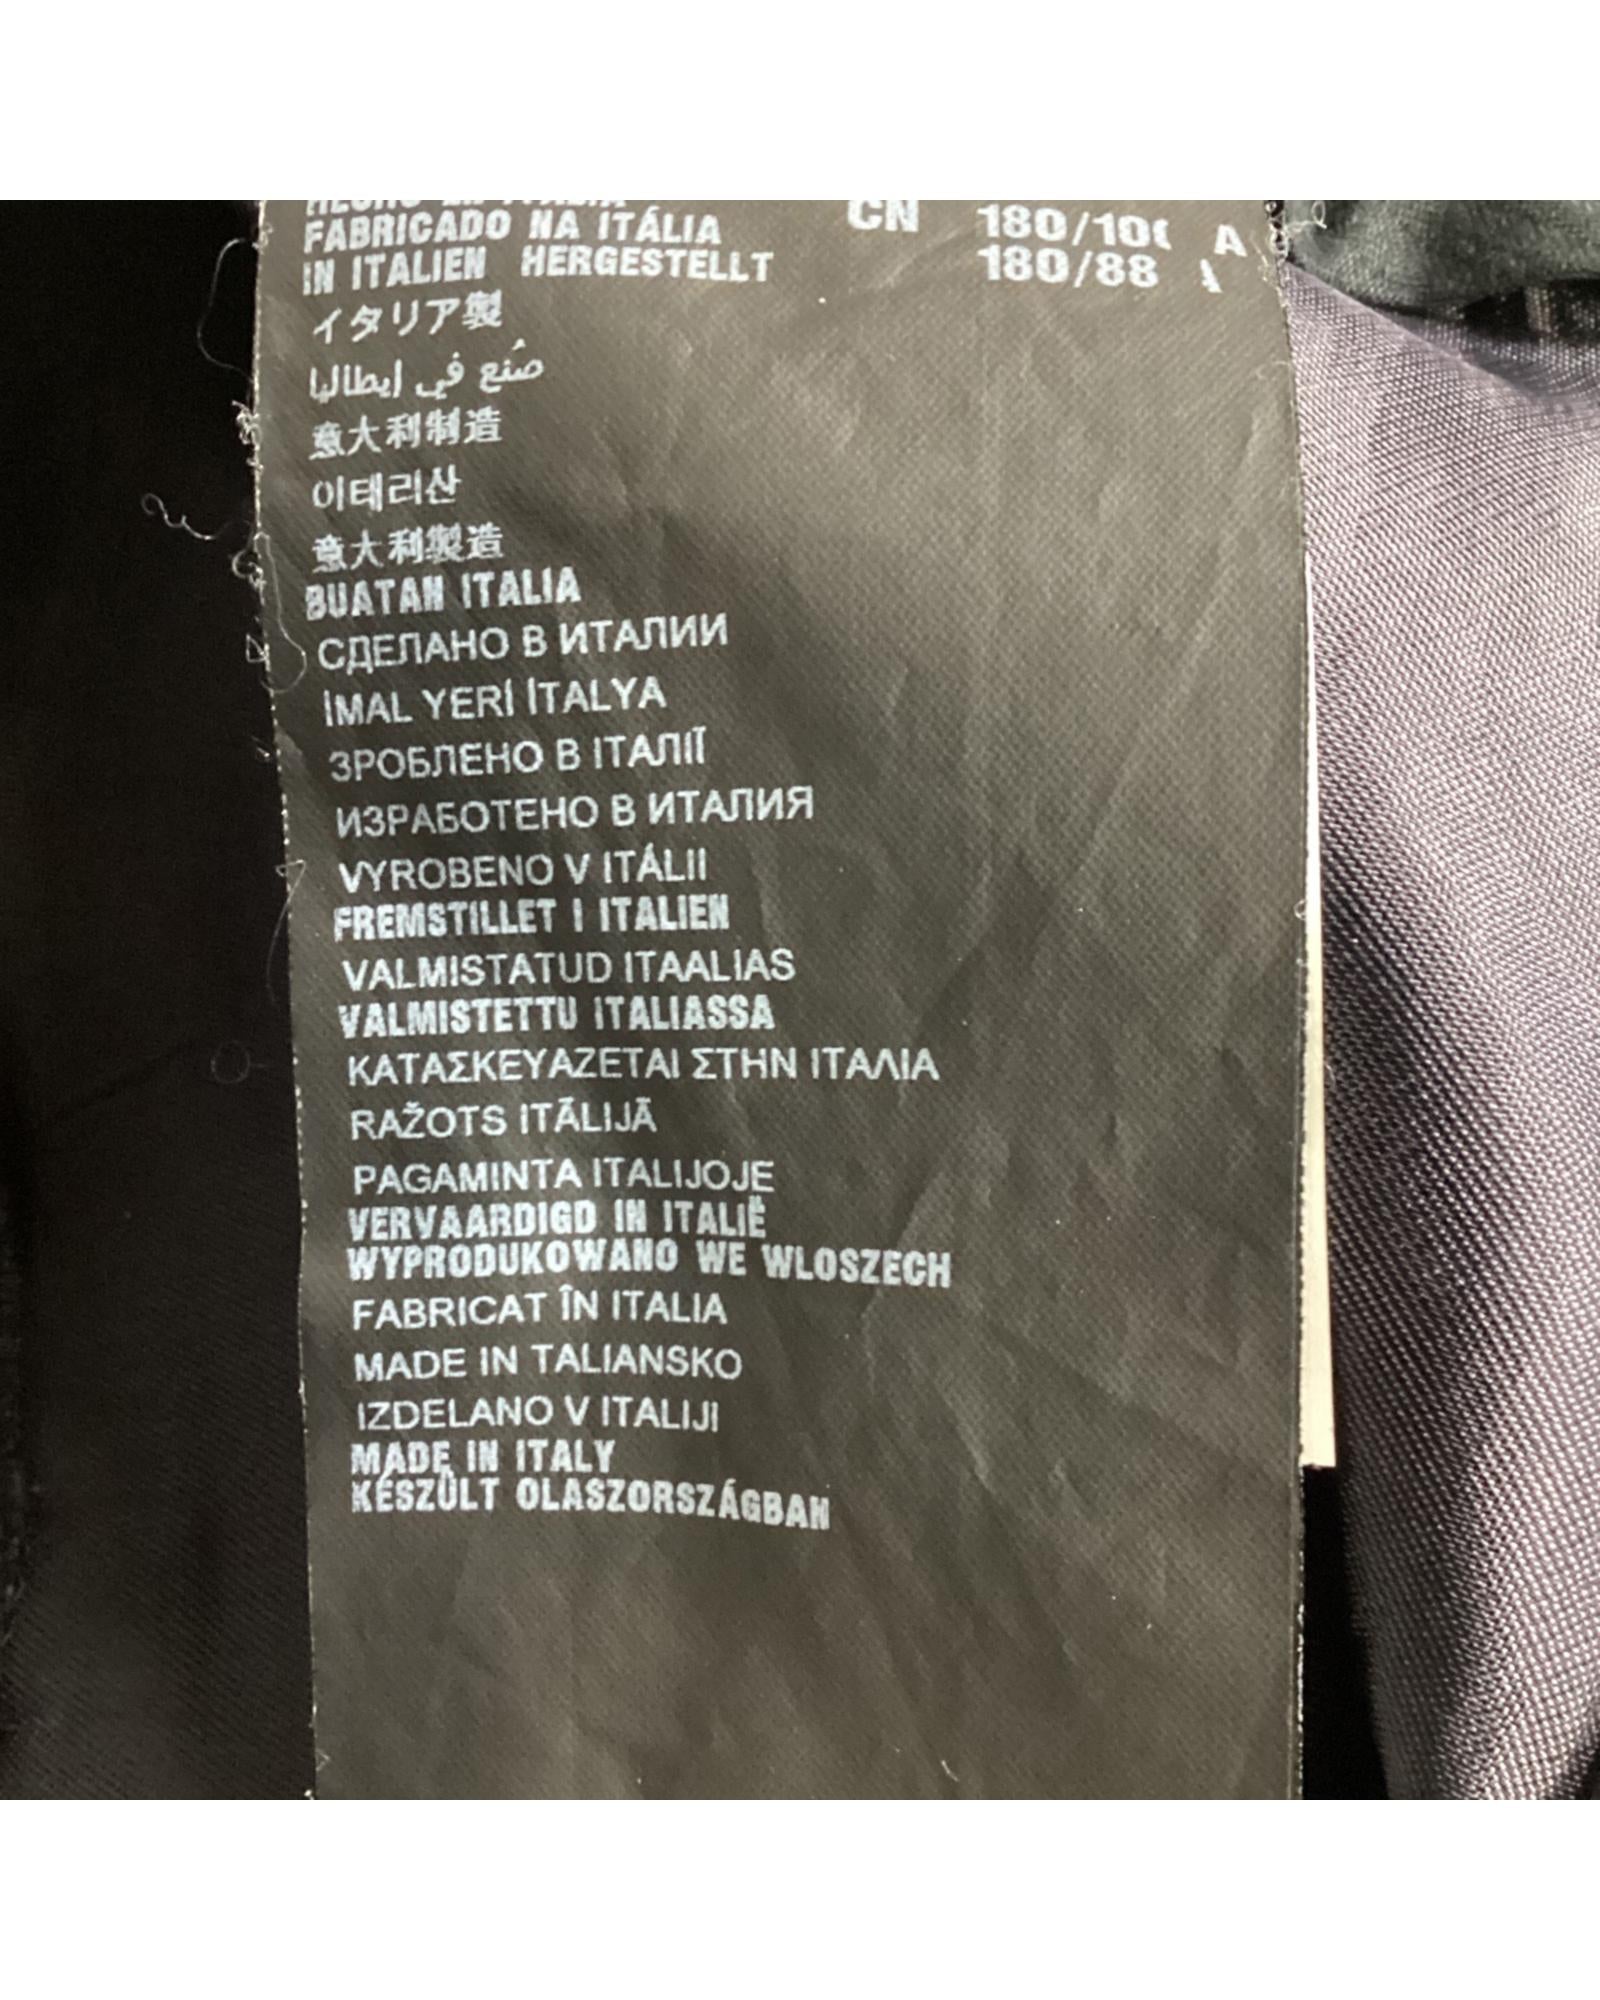 FABRICADO NA ITÁLIA CN 180/10 A
IN ITALIEN HERGESTELLT 180/88
イタリア製
صُنع في إيطاليا
意大利制造
이태리산
意大利製造
BUATAN ITALIA
СДЕЛАНО В ИТАЛИИ
İMAL YERİ İTALYA
ЗРОБЛЕНО В ІТАЛІЇ
ИЗРАБОТЕНО В ИТАЛИЯ
VYROBENO V ITÁLII
FREMSTILLET I ITALIEN
VALMISTATUD ITAALIAS
VALMISTETTU ITALIASSA
ΚΑΤΑΣΚΕΥΑΖΕΤΑΙ ΣΤΗΝ ΙΤΑΛΙΑ
RAŽOTS ITĀLIJĀ
PAGAMINTA ITALIJOJE
VERVAARDIGD IN ITALIË
WYPRODUKOWANO WE WLOSZECH
FABRICAT ÎN ITALIA
MADE IN TALIANSKO
IZDELANO V ITALIJI
MADE IN ITALY
KÉSZÜLT OLASZORSZÁGBAN